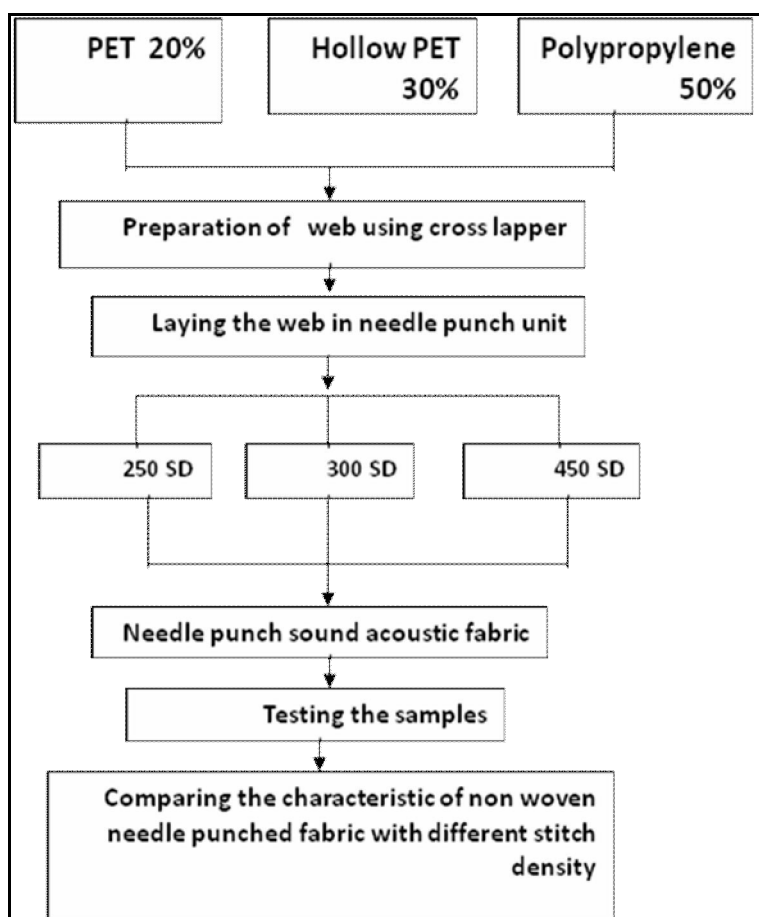 PET 20%
Hollow PET
30%
Polypropylene
50%
Preparation of web using cross lapper
Laying the web in needle punch unit
250 SD
300 SD
450 SD
Needle punch sound acoustic fabric
Testing the samples
Comparing the characteristic of non woven
needle punched fabric with different stitch
density